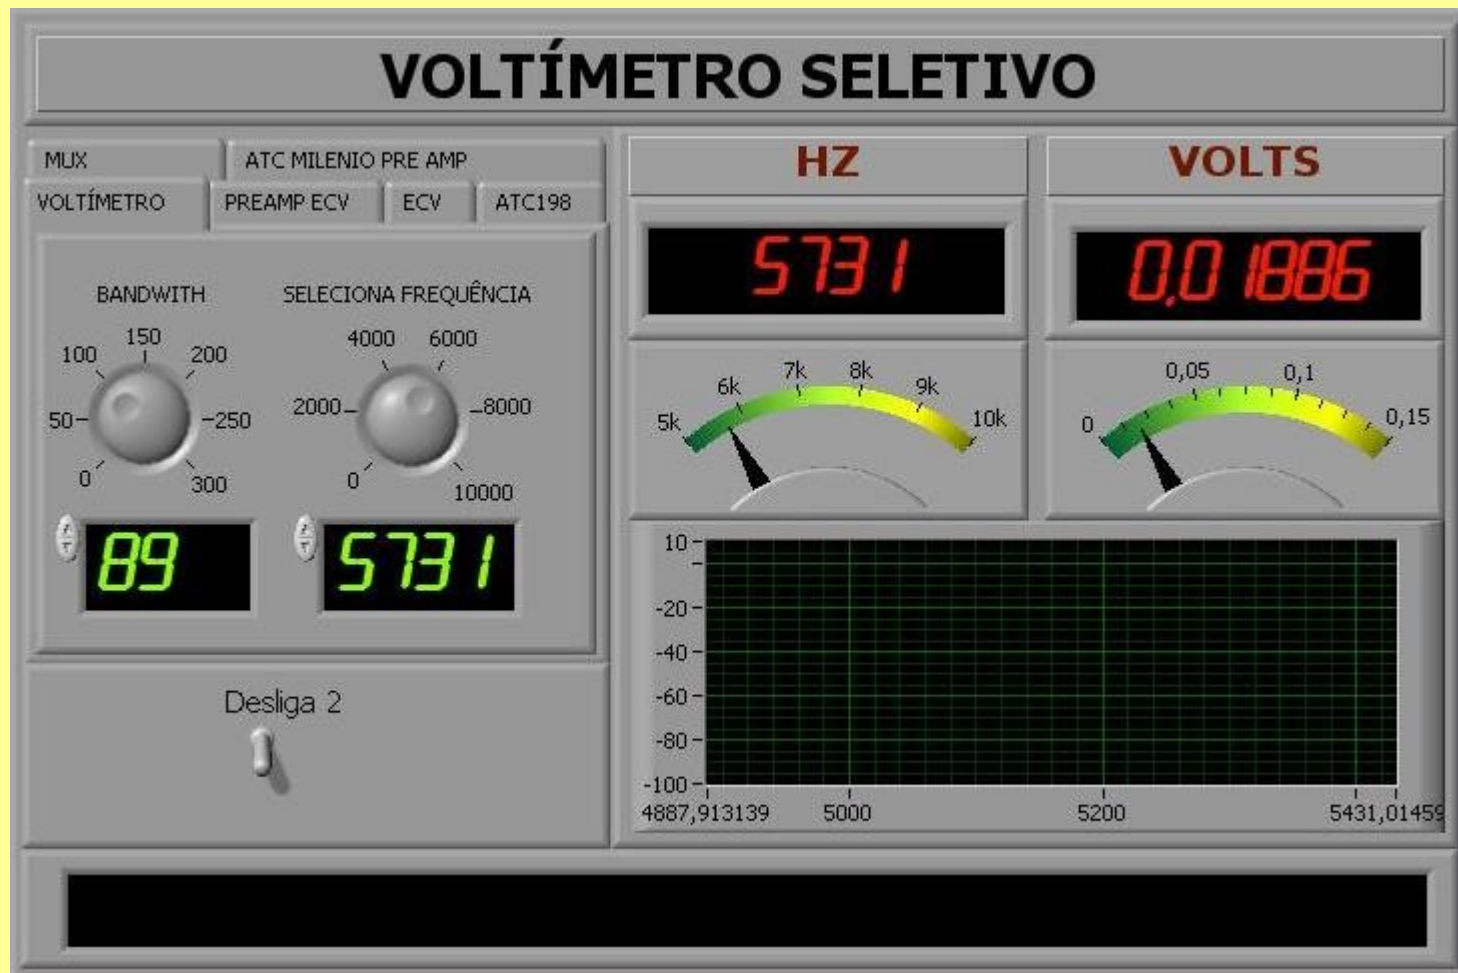 VOLTÍMETRO SELETIVO
MUX
ATC MILENIO PRE AMP
VOLTÍMETRO
PREAMP ECV
ECV
ATC198
BANDWITH
0
50
100
150
200
250
300
89
SELECIONA FREQUÊNCIA
0
2000
4000
6000
8000
10000
5731
Desliga 2
HZ
5731
5k
6k
7k
8k
9k
10k
VOLTS
0,01886
0
0,05
0,1
0,15
10
-20
-40
-60
-80
-100
4887,913139
5000
5200
5431,01459